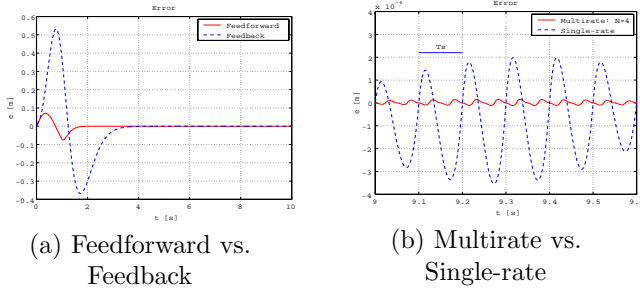 Error
0.6
0.5
0.4
0.3
0.2
0.1
0
-0.1
-0.2
-0.3
-0.4
e [m]
Feedforward
Feedback
0 2 4 6 8 10
t [s]
(a) Feedforward vs.
Feedback
Error
4
3
2
1
0
-1
-2
-3
-4
e [m]
Multirate: N=4
Single-rate
Ts
9 9.1 9.2 9.3 9.4 9.5
t [s]
(b) Multirate vs.
Single-rate